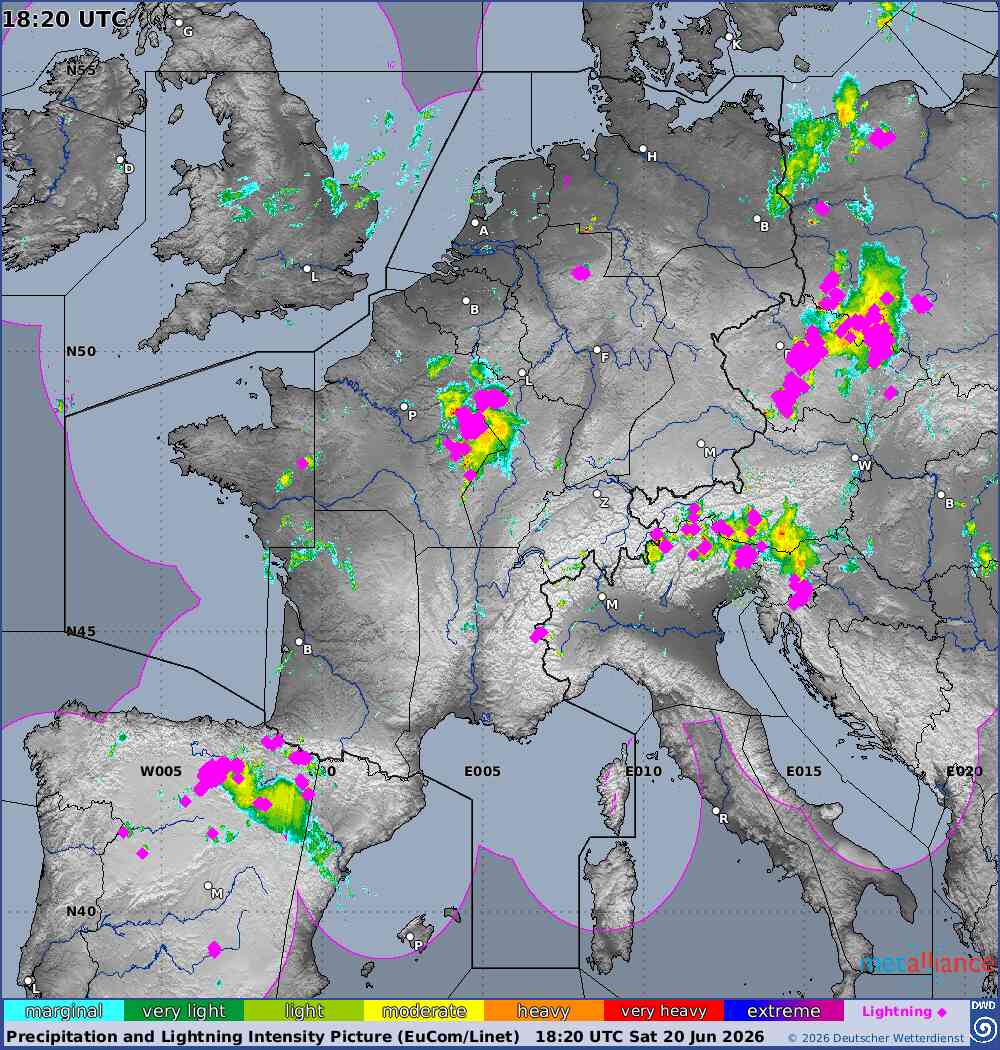 18:20 UTC
G
K
N55
D
H
A
B
L
B
N50
F
L
P
M
W
Z
B
M
N45
B
W005
0
E005
E010
E015
E020
R
M
N40
P
L
metalliance
marginal very light light moderate heavy very heavy extreme Lightning ◆ DWD
Precipitation and Lightning Intensity Picture (EuCom/Linet) 18:20 UTC Sat 20 Jun 2026 © 2026 Deutscher Wetterdienst